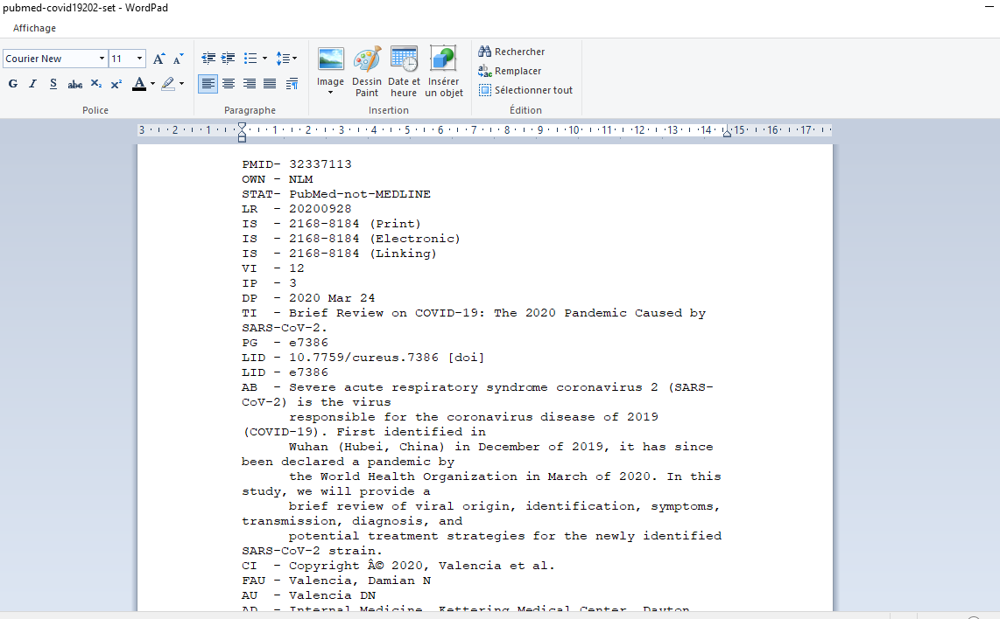 pubmed-covid19202-set - WordPad
Affichage
Courier New 11 A A
G I S abc X₂ X² A
Police
Paragraphe
Image
Dessin Paint
Date et heure
Insérer un objet
Insertion
Rechercher
Remplacer
Sélectionner tout
Édition
3 2 1 1 2 3 4 5 6 7 8 9 10 11 12 13 14 15 16 17
PMID- 32337113
OWN - NLM
STAT- PubMed-not-MEDLINE
LR  - 20200928
IS  - 2168-8184 (Print)
IS  - 2168-8184 (Electronic)
IS  - 2168-8184 (Linking)
VI  - 12
IP  - 3
DP  - 2020 Mar 24
TI  - Brief Review on COVID-19: The 2020 Pandemic Caused by
SARS-CoV-2.
PG  - e7386
LID - 10.7759/cureus.7386 [doi]
LID - e7386
AB  - Severe acute respiratory syndrome coronavirus 2 (SARS-
CoV-2) is the virus
responsible for the coronavirus disease of 2019
(COVID-19). First identified in
Wuhan (Hubei, China) in December of 2019, it has since
been declared a pandemic by
the World Health Organization in March of 2020. In this
study, we will provide a
brief review of viral origin, identification, symptoms,
transmission, diagnosis, and
potential treatment strategies for the newly identified
SARS-CoV-2 strain.
CI  - Copyright Â© 2020, Valencia et al.
FAU - Valencia, Damian N
AU  - Valencia DN
AD  - Internal Medicine, Kettering Medical Center, Dayton,